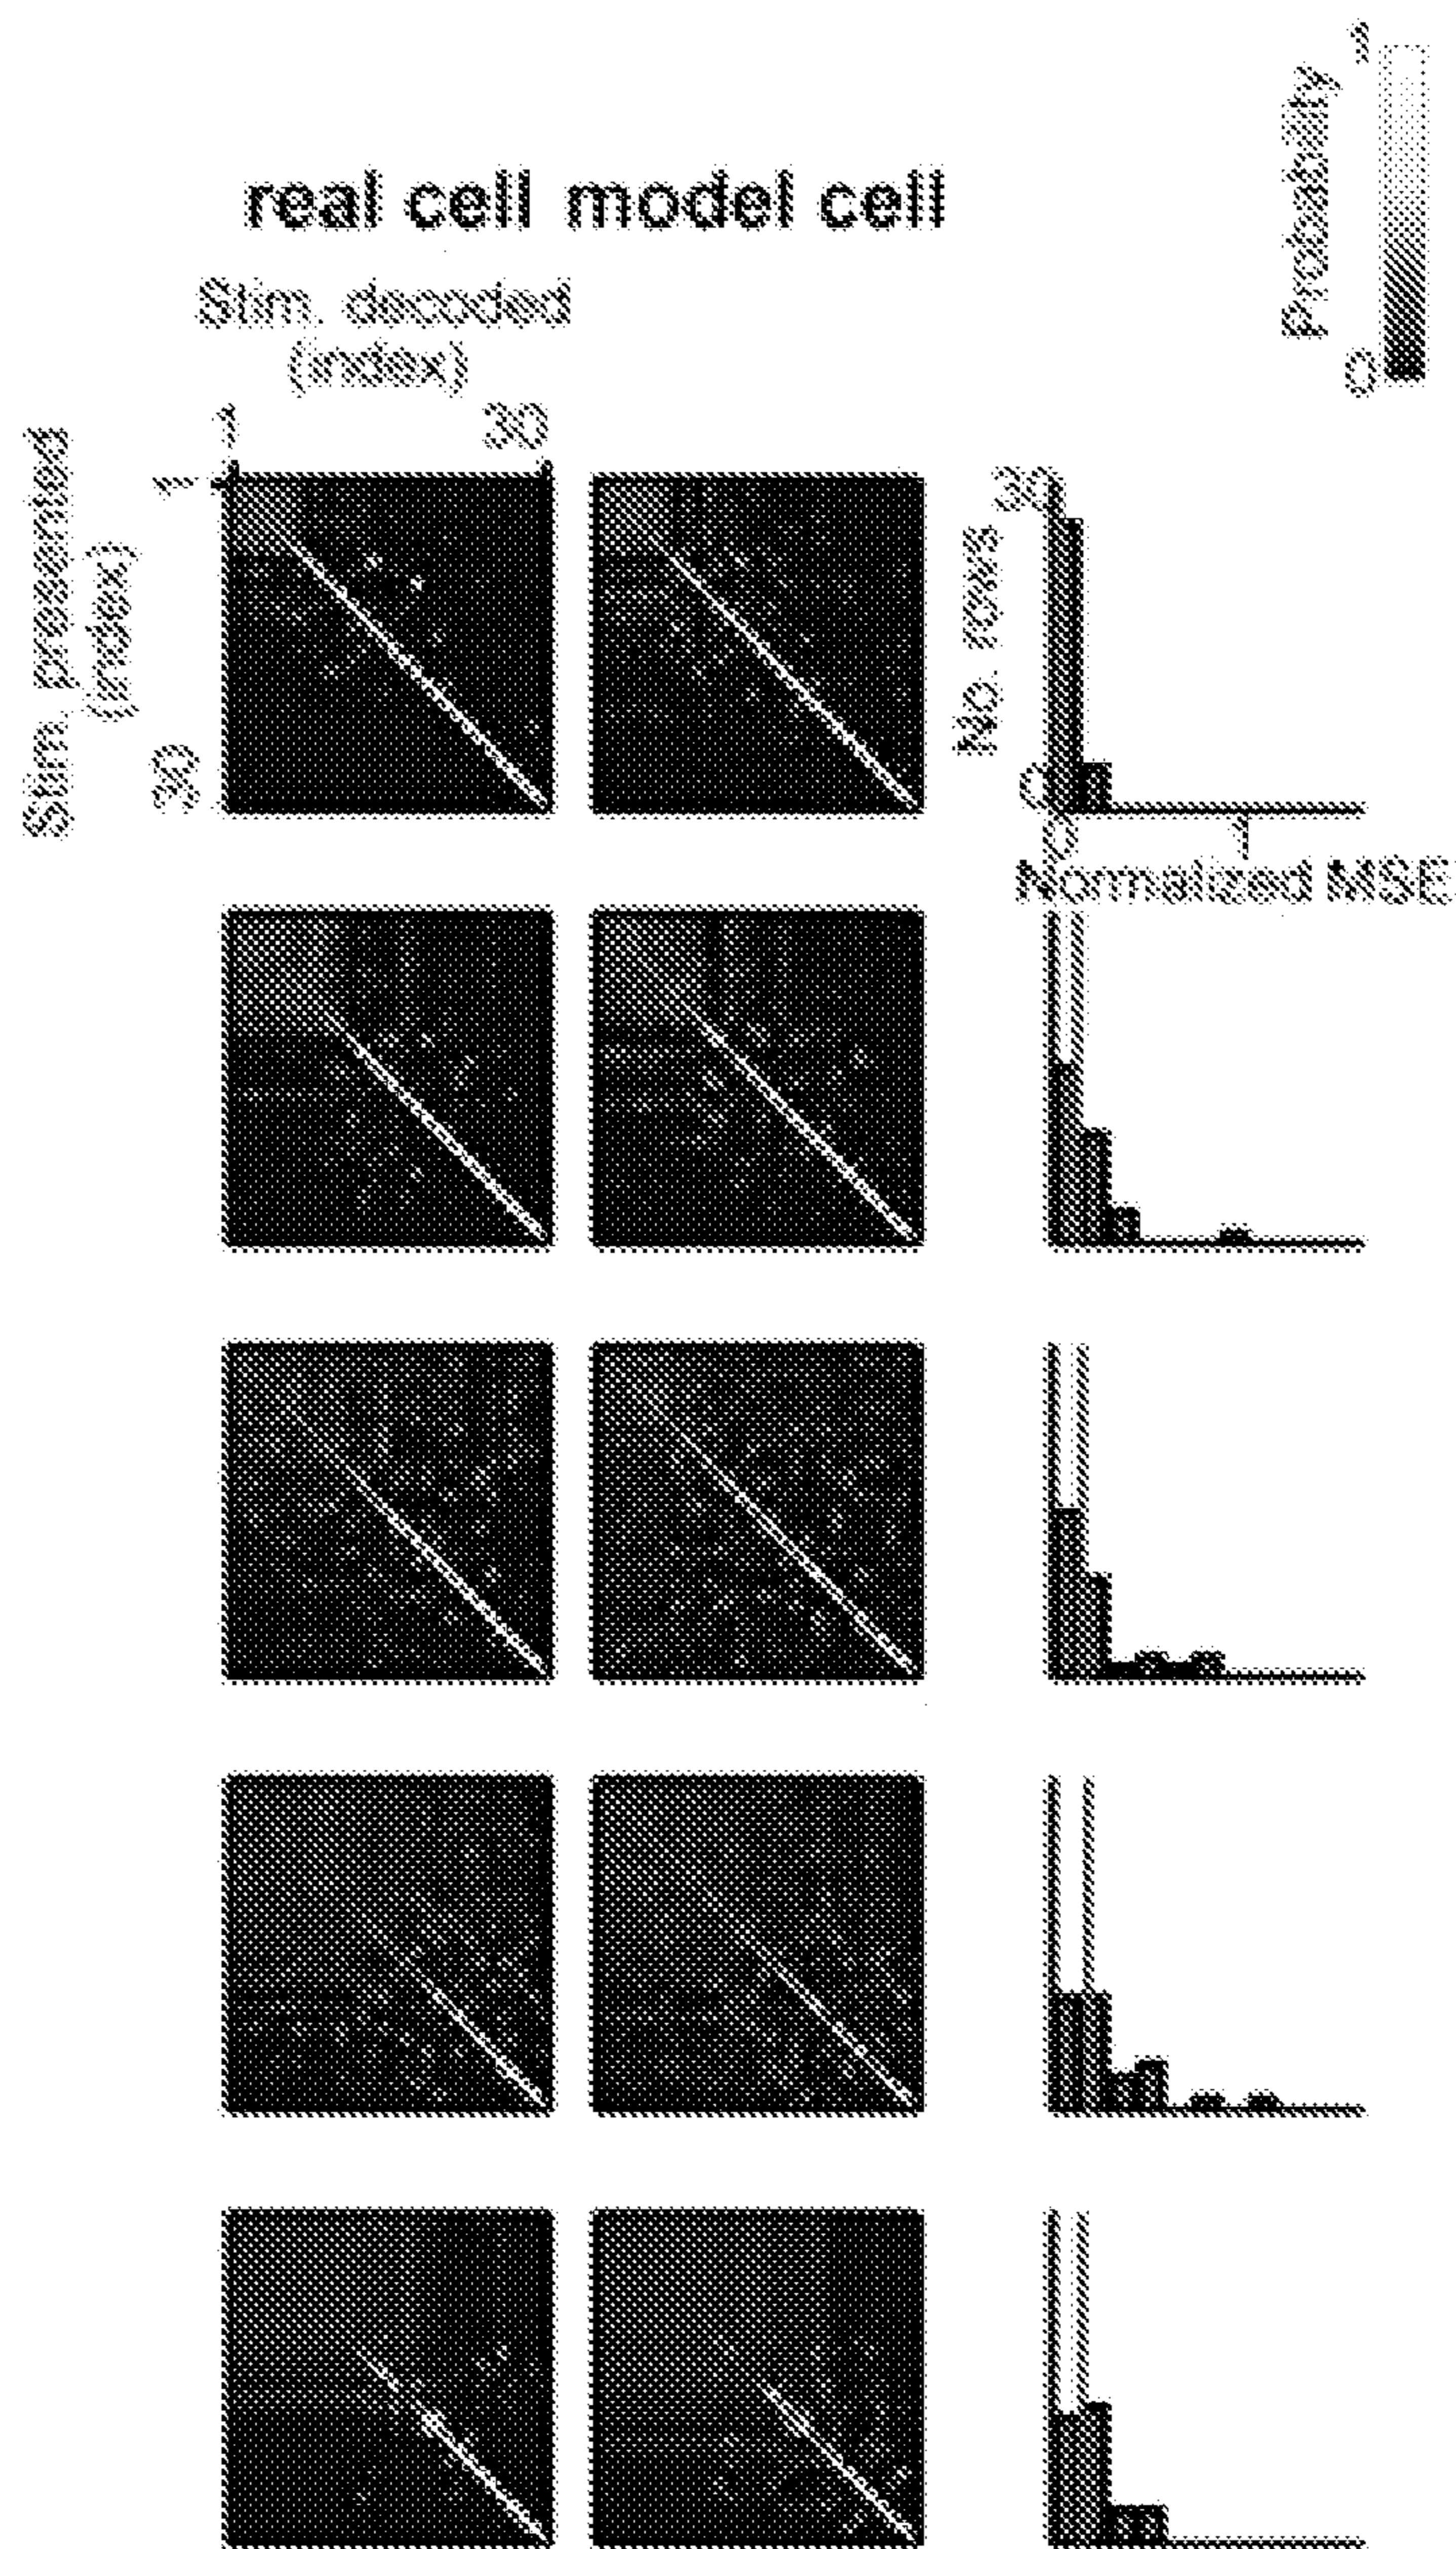 1
Probability
0
real cell model cell
Stim. decoded
(index)
1 30
Stim. presented
(index)
1
30
30
No. rows
0
0 1
Normalized MSE